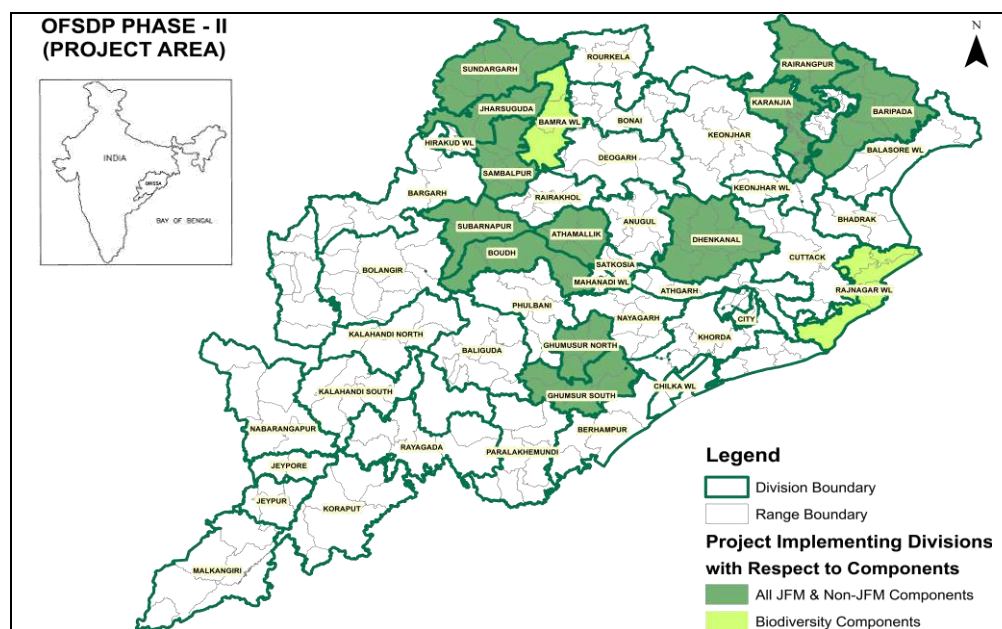 OFSDP PHASE - II
(PROJECT AREA)
N
INDIA
ORISSA
BAY OF BENGAL
SUNDARGARH
ROURKELA
RAIRANGPUR
JHARSUGUDA
KARANJIA
BARIPADA
BAMRA WL
BONAI
KEONJHAR
HIRAKUD WL
BALASORE WL
DEOGARH
SAMBALPUR
BARGARH
RAIRAKHOL
KEONJHAR WL
SUBARNAPUR
ANUGUL
BHADRAK
ATHAMALLIK
DHENKANAL
BOUDH
CUTTACK
BOLANGIR
SATKOSIA
MAHANADI WL
ATHGARH
RAJNAGAR WL
PHULBANI
NAYAGARH
CITY
KALAHANDI NORTH
KHORDA
GHUMUSUR NORTH
BALIGUDA
KALAHANDI SOUTH
CHILKA WL
GHUMSUR SOUTH
NABARANGAPUR
BERHAMPUR
RAYAGADA
PARALAKHEMUNDI
JEYPORE
JEYPUR
KORAPUT
MALKANGIRI
Legend
Division Boundary
Range Boundary
Project Implementing Divisions
with Respect to Components
All JFM & Non-JFM Components
Biodiversity Components